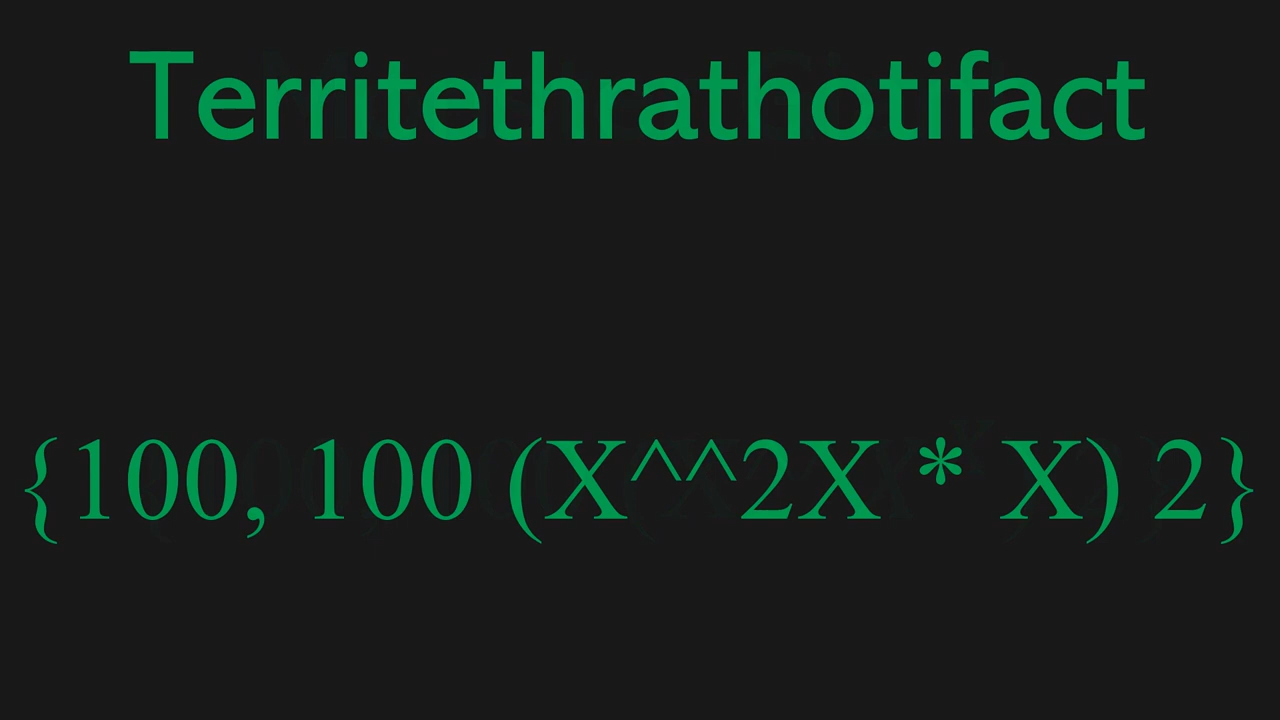 Territethrathotifact
{100, 100 (X^^2X * X) 2}